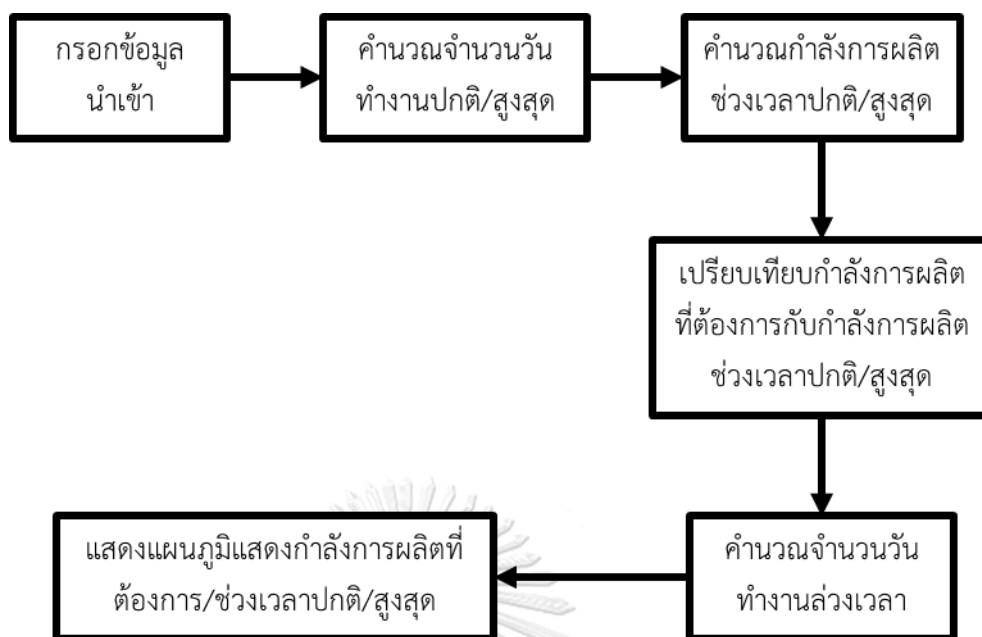 กรอกข้อมูล
นำเข้า
คำนวณจำนวนวัน
ทำงานปกติ/สูงสุด
คำนวณกำลังการผลิต
ช่วงเวลาปกติ/สูงสุด
เปรียบเทียบกำลังการผลิต
ที่ต้องการกับกำลังการผลิต
ช่วงเวลาปกติ/สูงสุด
คำนวณจำนวนวัน
ทำงานล่วงเวลา
แสดงแผนภูมิแสดงกำลังการผลิตที่
ต้องการ/ช่วงเวลาปกติ/สูงสุด